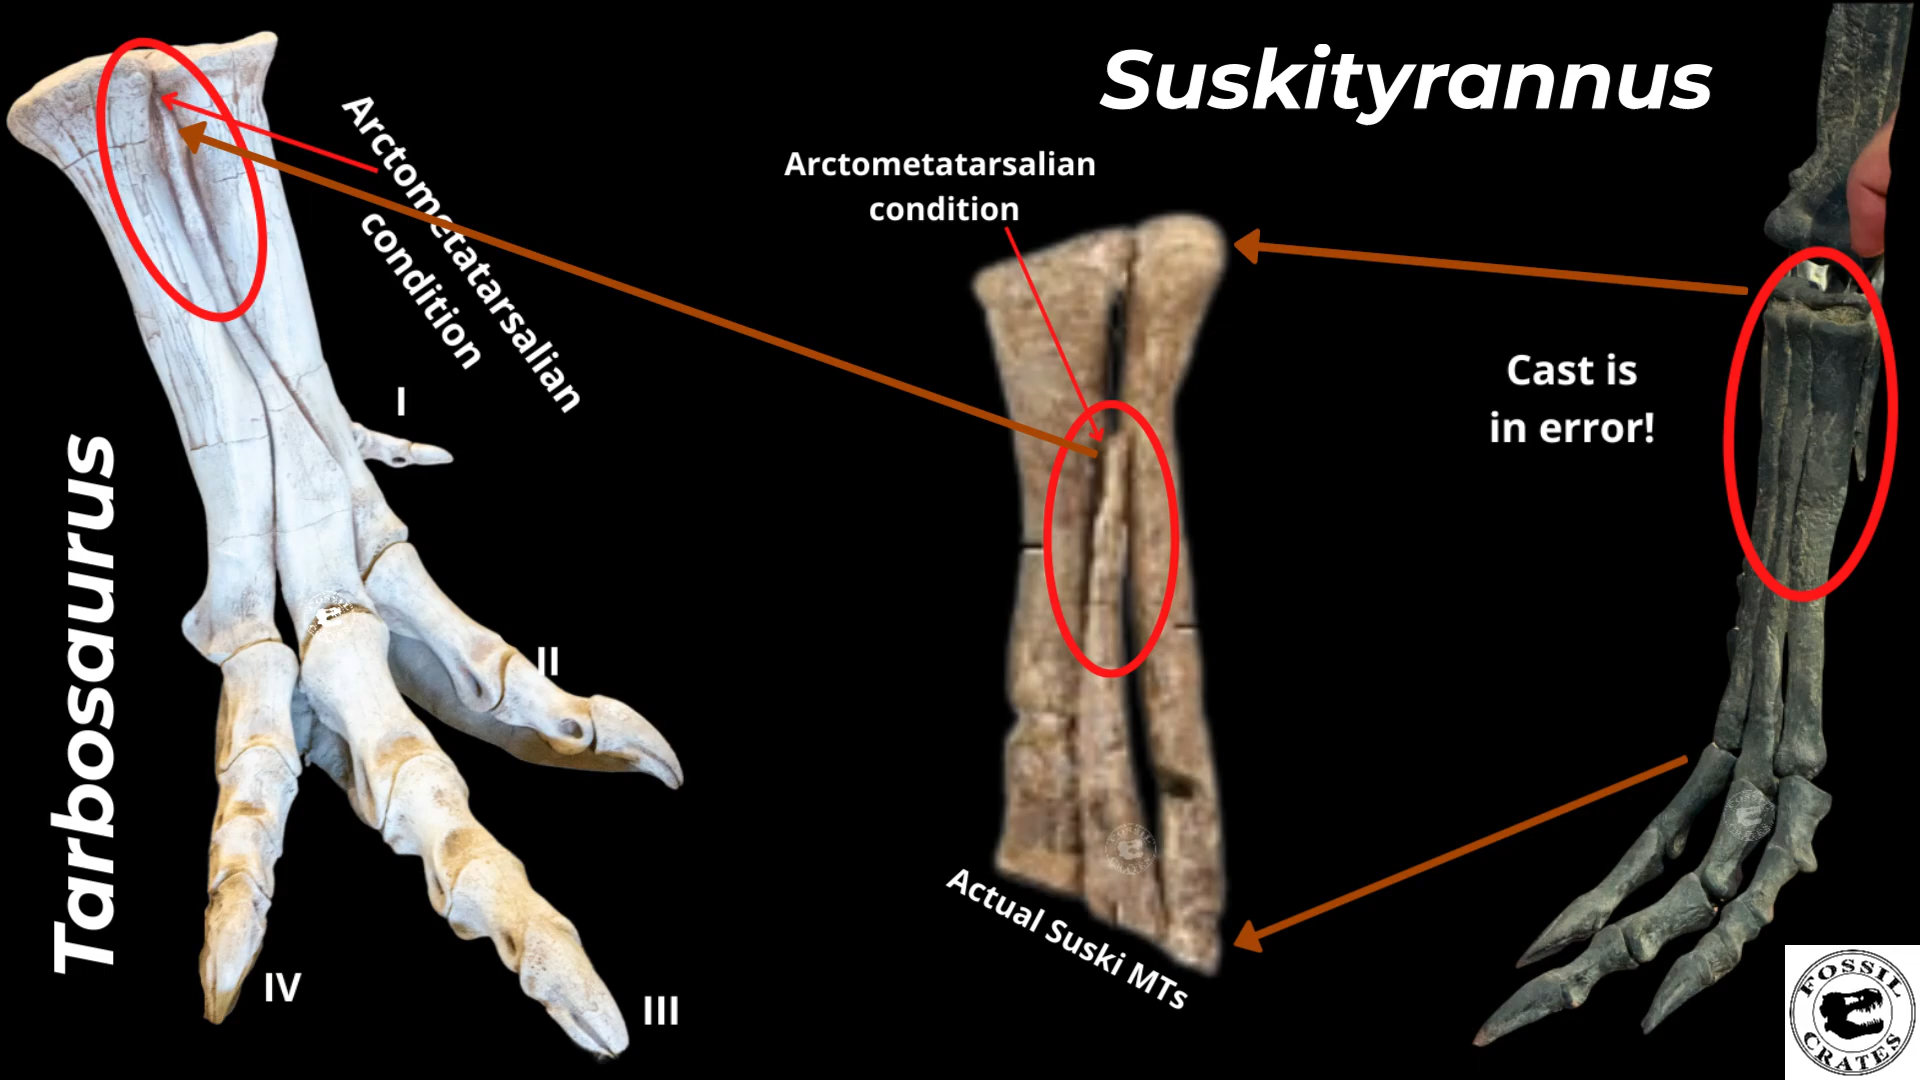 Suskityrannus
Arctometatarsalian
condition
Arctometatarsalian
condition
Cast is
in error!
Tarbosaurus
I
II
III
IV
Actual Suski MTs
FOSSIL
CRATES